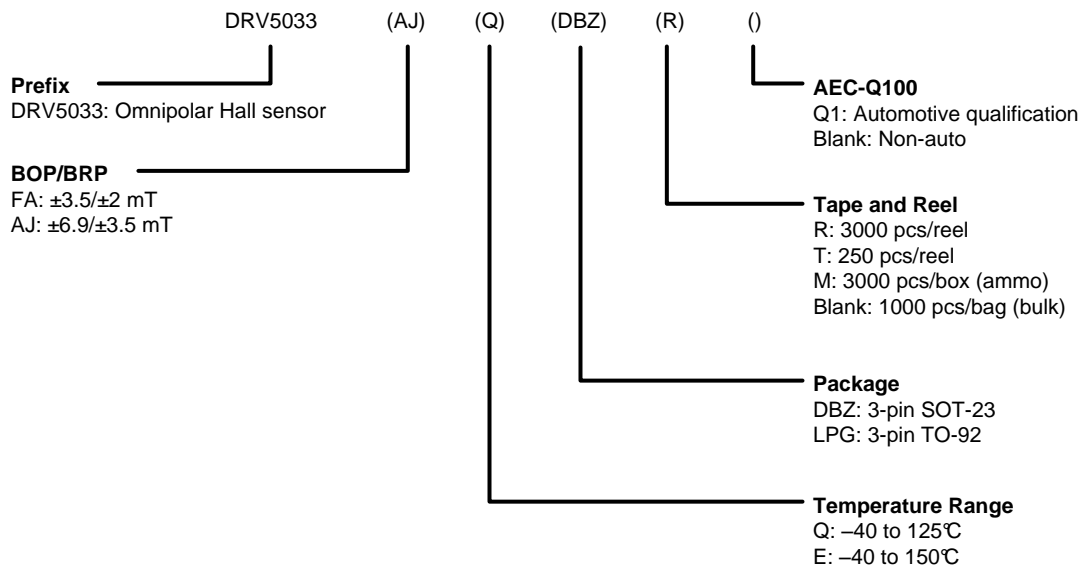 DRV5033 (AJ) (Q) (DBZ) (R) ()
Prefix
DRV5033: Omnipolar Hall sensor
BOP/BRP
FA: ±3.5/±2 mT
AJ: ±6.9/±3.5 mT
AEC-Q100
Q1: Automotive qualification
Blank: Non-auto
Tape and Reel
R: 3000 pcs/reel
T: 250 pcs/reel
M: 3000 pcs/box (ammo)
Blank: 1000 pcs/bag (bulk)
Package
DBZ: 3-pin SOT-23
LPG: 3-pin TO-92
Temperature Range
Q: –40 to 125℃
E: –40 to 150℃